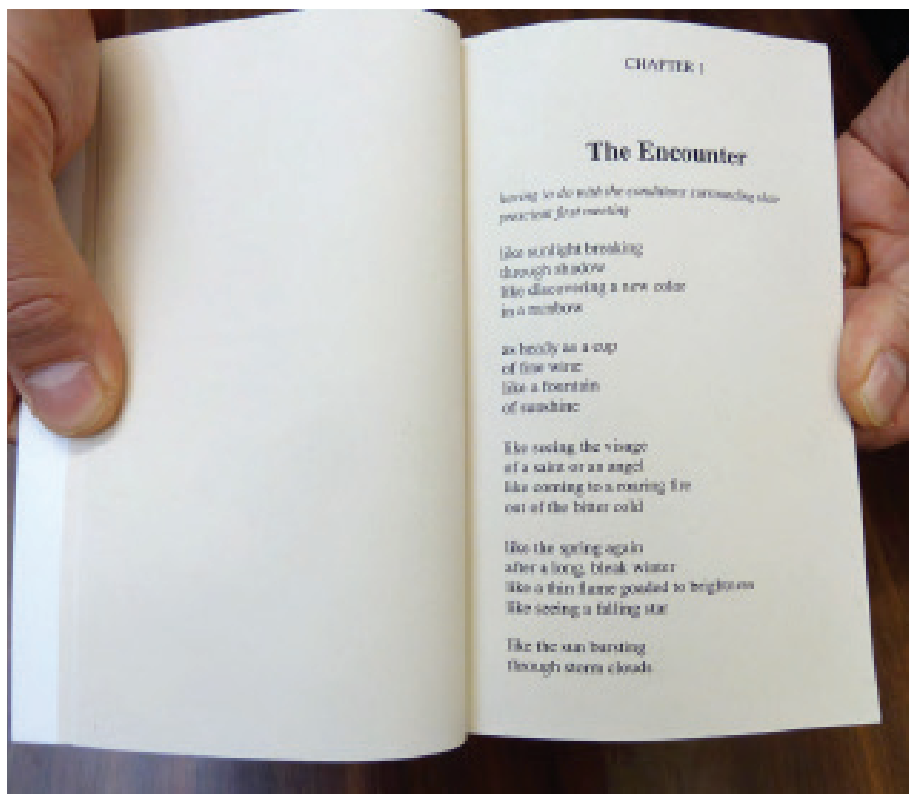 CHAPTER 1
The Encounter
having to do with the conditions surrounding their
prescient first meeting
like sunlight breaking
through shadow
like discovering a new color
in a rainbow
as heady as a cup
of fine wine
like a fountain
of sunshine
like seeing the visage
of a saint or an angel
like coming to a roaring fire
out of the bitter cold
like the spring again
after a long, bleak winter
like a thin flame goaded to brightness
like seeing a falling star
like the sun bursting
through storm clouds